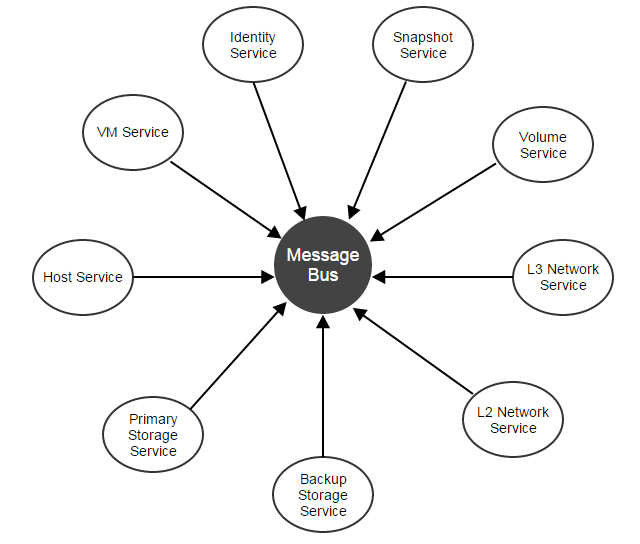 Identity
Service
Snapshot
Service
VM Service
Volume
Service
Message
Bus
Host Service
L3 Network
Service
Primary
Storage
Service
L2 Network
Service
Backup
Storage
Service